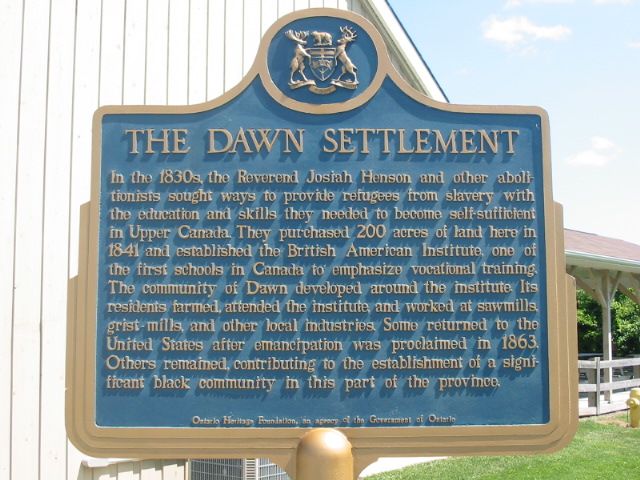 THE DAWN SETTLEMENT
In the 1830s, the Reverend Josiah Henson and other aboli-
tionists sought ways to provide refugees from slavery with
the education and skills they needed to become self-sufficient
in Upper Canada. They purchased 200 acres of land here in
1841 and established the British American Institute, one of
the first schools in Canada to emphasize vocational training.
The community of Dawn developed around the institute. Its
residents farmed, attended the institute, and worked at sawmills,
grist-mills, and other local industries. Some returned to the
United States after emancipation was proclaimed in 1863.
Others remained, contributing to the establishment of a signi-
ficant black community in this part of the province.
Ontario Heritage Foundation, an agency of the Government of Ontario